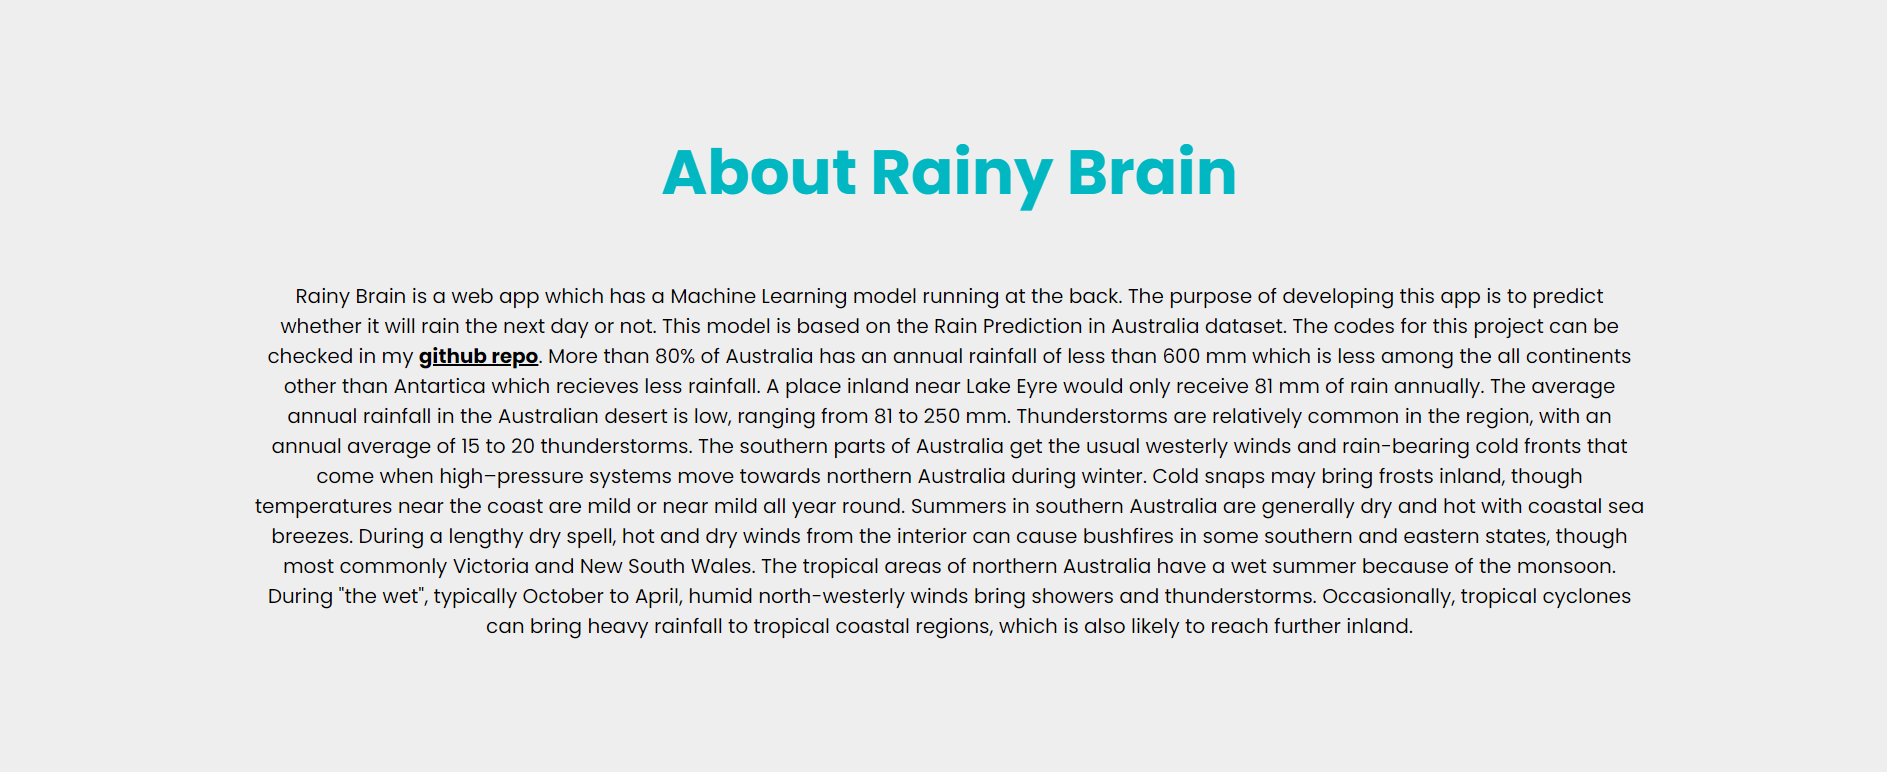 About Rainy Brain
Rainy Brain is a web app which has a Machine Learning model running at the back. The purpose of developing this app is to predict
whether it will rain the next day or not. This model is based on the Rain Prediction in Australia dataset. The codes for this project can be
checked in my github repo. More than 80% of Australia has an annual rainfall of less than 600 mm which is less among the all continents
other than Antartica which recieves less rainfall. A place inland near Lake Eyre would only receive 81 mm of rain annually. The average
annual rainfall in the Australian desert is low, ranging from 81 to 250 mm. Thunderstorms are relatively common in the region, with an
annual average of 15 to 20 thunderstorms. The southern parts of Australia get the usual westerly winds and rain-bearing cold fronts that
come when high–pressure systems move towards northern Australia during winter. Cold snaps may bring frosts inland, though
temperatures near the coast are mild or near mild all year round. Summers in southern Australia are generally dry and hot with coastal sea
breezes. During a lengthy dry spell, hot and dry winds from the interior can cause bushfires in some southern and eastern states, though
most commonly Victoria and New South Wales. The tropical areas of northern Australia have a wet summer because of the monsoon.
During "the wet", typically October to April, humid north-westerly winds bring showers and thunderstorms. Occasionally, tropical cyclones
can bring heavy rainfall to tropical coastal regions, which is also likely to reach further inland.